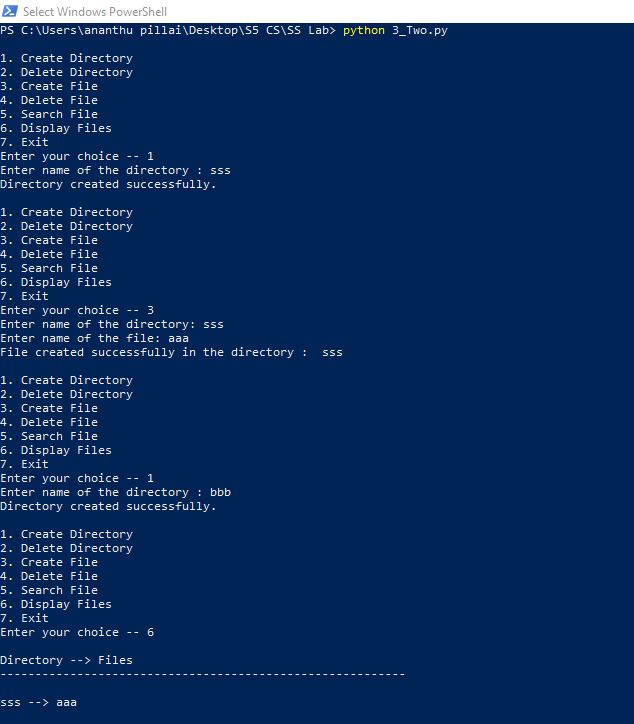 Select Windows PowerShell
PS C:\Users\ananthu pillai\Desktop\S5 CS\SS Lab> python 3_Two.py
1. Create Directory
2. Delete Directory
3. Create File
4. Delete File
5. Search File
6. Display Files
7. Exit
Enter your choice -- 1
Enter name of the directory : sss
Directory created successfully.
1. Create Directory
2. Delete Directory
3. Create File
4. Delete File
5. Search File
6. Display Files
7. Exit
Enter your choice -- 3
Enter name of the directory: sss
Enter name of the file: aaa
File created successfully in the directory :  sss
1. Create Directory
2. Delete Directory
3. Create File
4. Delete File
5. Search File
6. Display Files
7. Exit
Enter your choice -- 1
Enter name of the directory : bbb
Directory created successfully.
1. Create Directory
2. Delete Directory
3. Create File
4. Delete File
5. Search File
6. Display Files
7. Exit
Enter your choice -- 6
Directory --> Files
----------------------------------------------------------
sss --> aaa